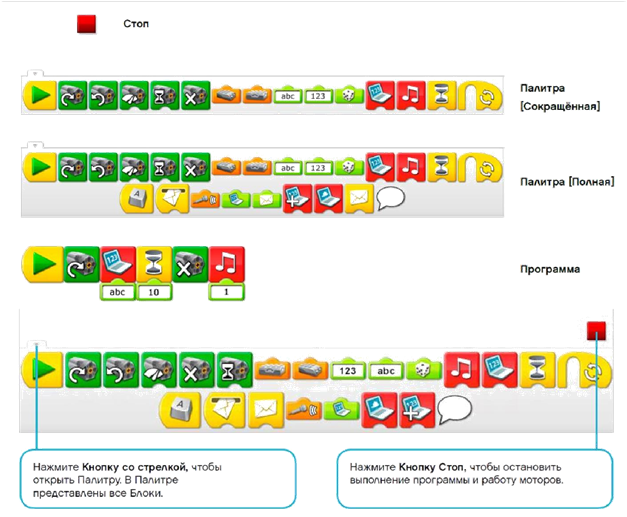 Стоп
abc 123
Палитра
[Сокращённая]
abc 123
Палитра [Полная]
A
Программа
abc 10 1
123 abc
A
Нажмите Кнопку со стрелкой, чтобы
открыть Палитру. В Палитре
представлены все Блоки.
Нажмите Кнопку Стоп, чтобы остановить
выполнение программы и работу моторов.